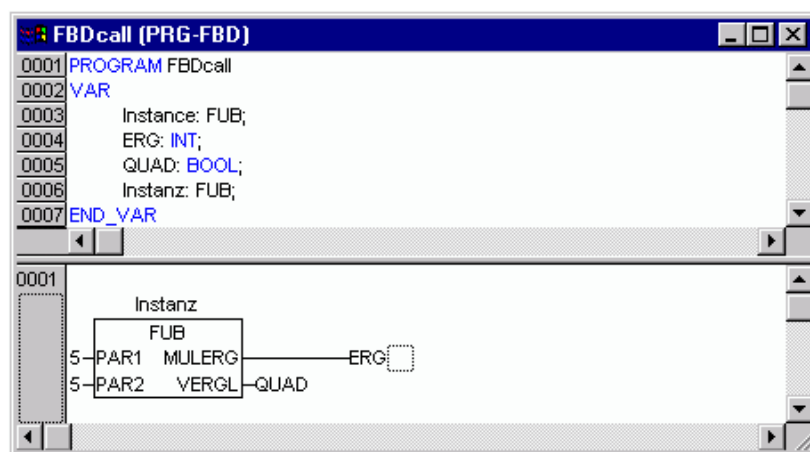 FBDcall (PRG-FBD)
0001 PROGRAM FBDcall
0002 VAR
0003 Instance: FUB;
0004 ERG: INT;
0005 QUAD: BOOL;
0006 Instanz: FUB;
0007 END_VAR
0001
Instanz
FUB
5 PAR1 MULERG ERG
5 PAR2 VERGL QUAD